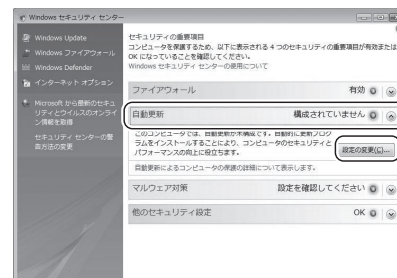 Windows セキュリティ センター
Windows Update
Windows ファイアウォール
Windows Defender
インターネット オプション
Microsoft から最新のセキュ
リティとウイルスのオンライ
ン情報を取得
セキュリティ センターの警
告方法の変更
セキュリティの重要項目
コンピュータを保護するため、以下に表示される 4 つのセキュリティの重要項目が有効または
OK になっていることを確認してください。
Windows セキュリティ センターの使用について
ファイアウォール 有効
自動更新 構成されていません
このコンピュータでは、自動更新が未構成です。自動的に更新プログ
ラムをインストールすることにより、コンピュータのセキュリティと
パフォーマンスの向上に役立ちます。
設定の変更(C)...
自動更新によるコンピュータの保護の詳細について表示します。
マルウェア対策 設定を確認してください
他のセキュリティ設定 OK